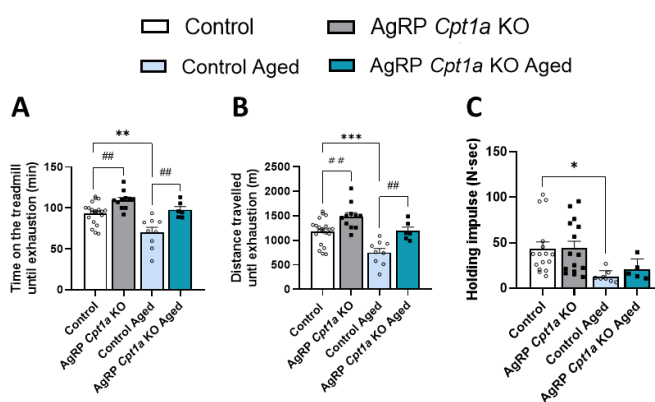 Control
AgRP Cpt1a KO
Control Aged
AgRP Cpt1a KO Aged
A
Time on the treadmill
until exhaustion (min)
150
100
50
0
**
##
##
Control
AgRP Cpt1a KO
Control Aged
AgRP Cpt1a KO Aged
B
Distance travelled
until exhaustion (m)
2500
2000
1500
1000
500
0
***
##
##
Control
AgRP Cpt1a KO
Control Aged
AgRP Cpt1a KO Aged
C
Holding impulse (N-sec)
150
100
50
0
*
Control
AgRP Cpt1a KO
Control Aged
AgRP Cpt1a KO Aged